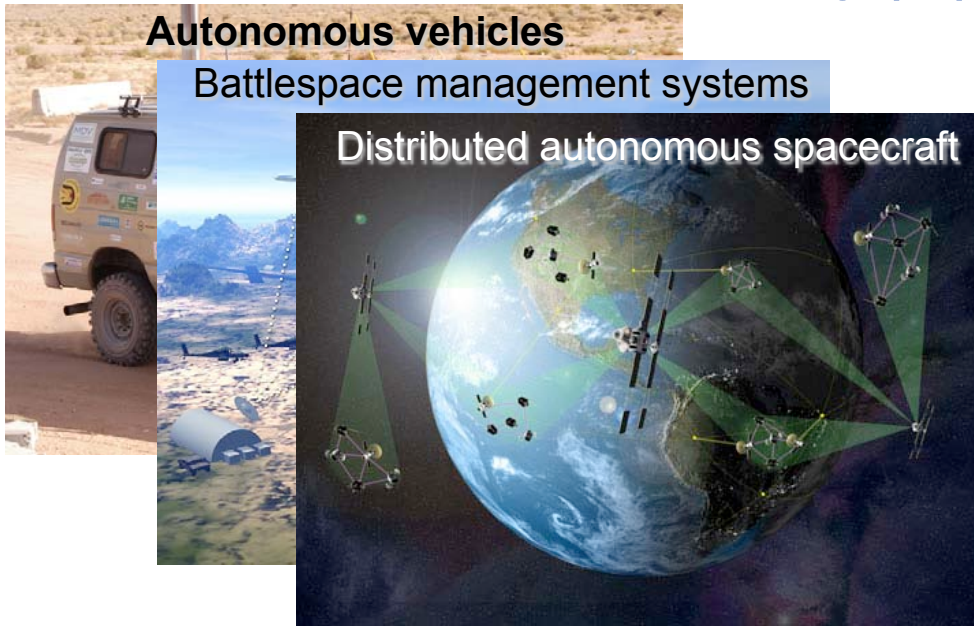 Autonomous vehicles
Battlespace management systems
Distributed autonomous spacecraft